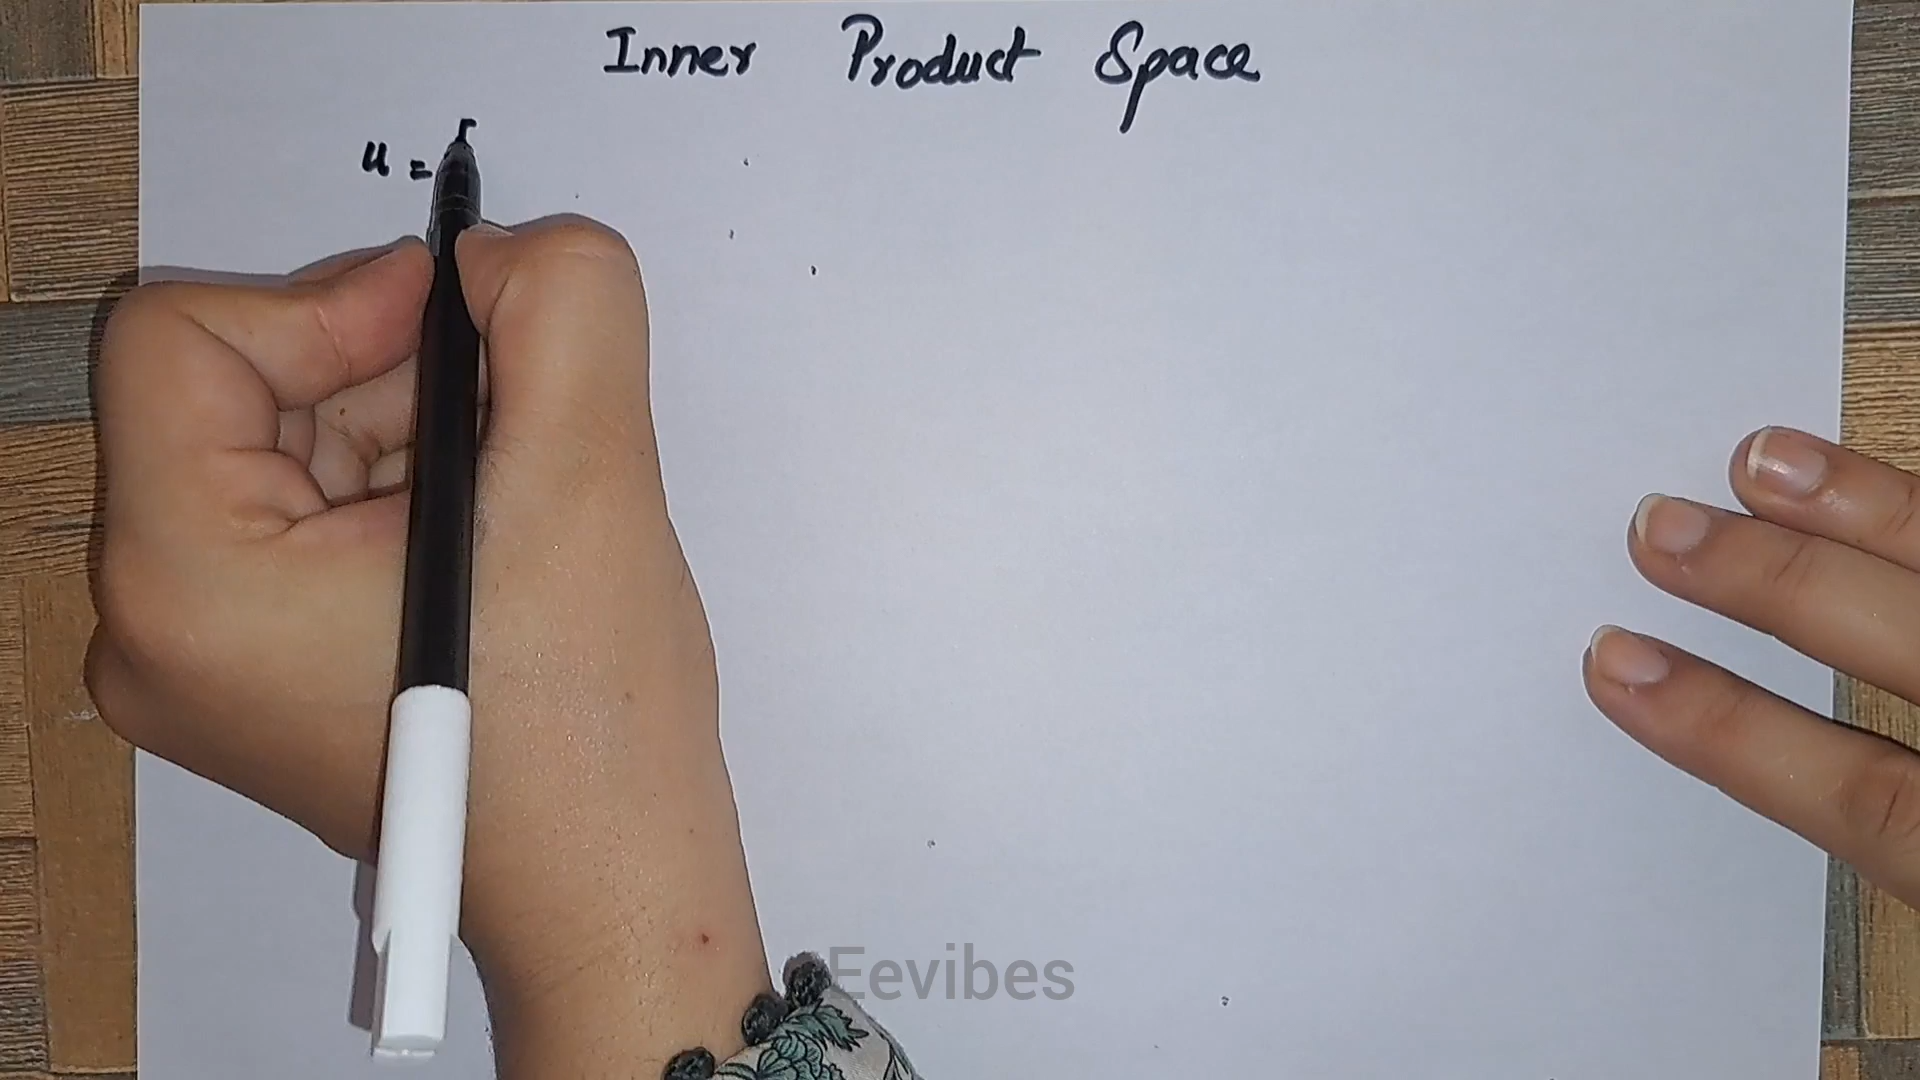 Inner Product Space
u = [
Eevibes